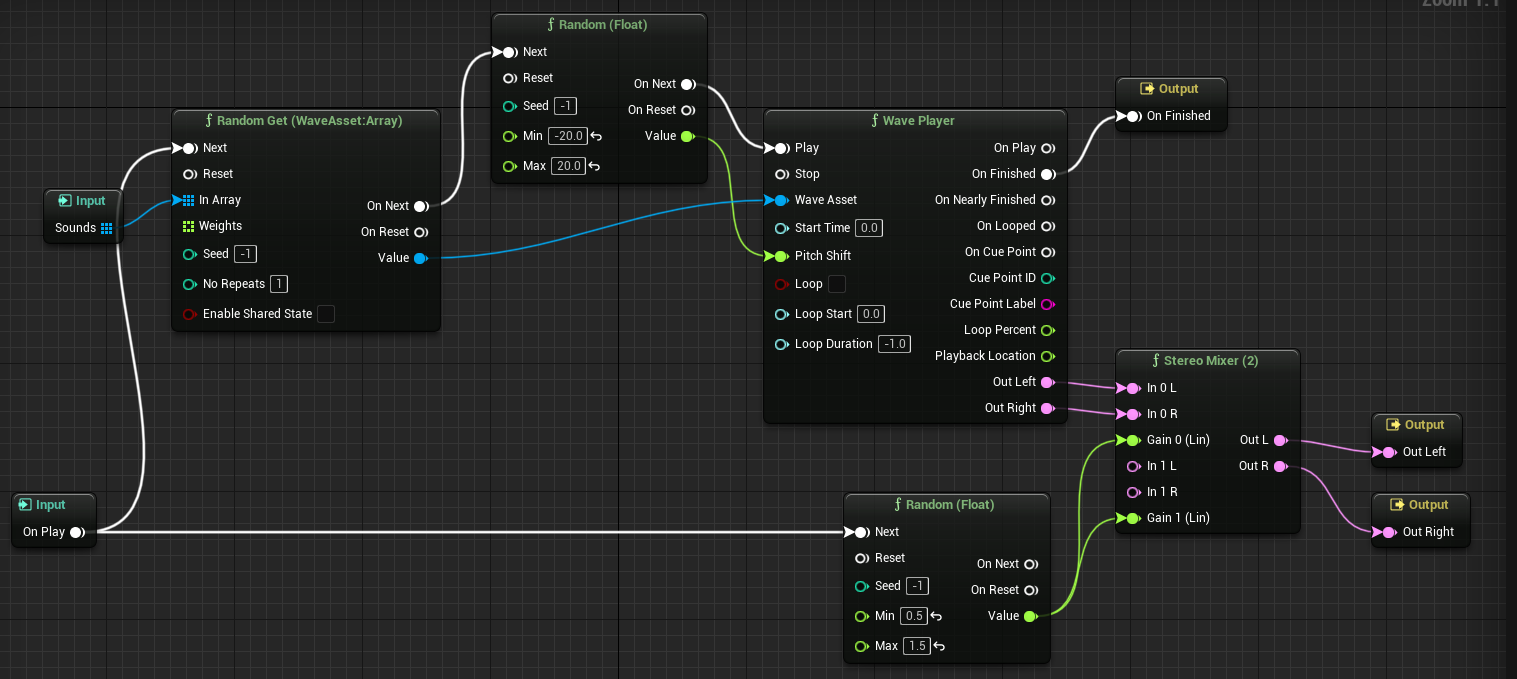 Zoom 1:1
Random (Float)
Next
Reset
On Next
Seed -1
On Reset
Min -20.0
Value
Max 20.0
Output
On Finished
Random Get (WaveAsset:Array)
Next
Reset
In Array
On Next
Weights
On Reset
Seed -1
Value
No Repeats 1
Enable Shared State
Input
Sounds
Wave Player
Play
On Play
Stop
On Finished
Wave Asset
On Nearly Finished
Start Time 0.0
On Looped
Pitch Shift
On Cue Point
Loop
Cue Point ID
Loop Start 0.0
Cue Point Label
Loop Duration -1.0
Loop Percent
Playback Location
Out Left
Out Right
Stereo Mixer (2)
In 0 L
In 0 R
Gain 0 (Lin)
Out L
In 1 L
Out R
In 1 R
Gain 1 (Lin)
Output
Out Left
Output
Out Right
Input
On Play
Random (Float)
Next
Reset
On Next
Seed -1
On Reset
Min 0.5
Value
Max 1.5